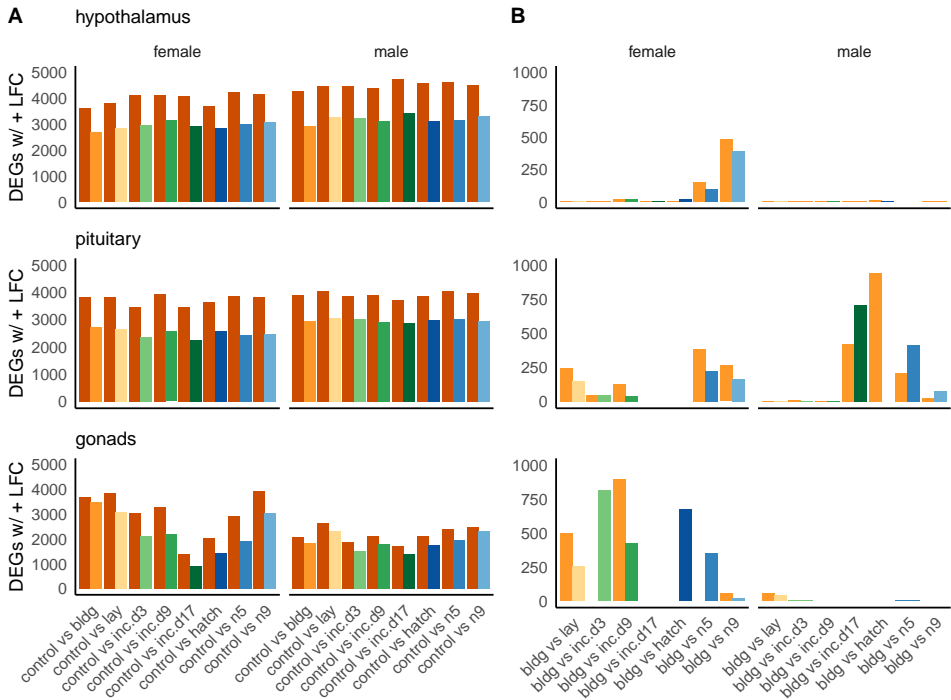 A hypothalamus B
female male female male
DEGs w/ + LFC
5000
4000
3000
2000
1000
0
1000
750
500
250
0
pituitary
DEGs w/ + LFC
5000
4000
3000
2000
1000
0
1000
750
500
250
0
gonads
DEGs w/ + LFC
5000
4000
3000
2000
1000
0
1000
750
500
250
0
control vs bldg
control vs lay
control vs inc.d3
control vs inc.d9
control vs inc.d17
control vs hatch
control vs n5
control vs n9
control vs bldg
control vs lay
control vs inc.d3
control vs inc.d9
control vs inc.d17
control vs hatch
control vs n5
control vs n9
bldg vs lay
bldg vs inc.d3
bldg vs inc.d9
bldg vs inc.d17
bldg vs hatch
bldg vs n5
bldg vs n9
bldg vs lay
bldg vs inc.d3
bldg vs inc.d9
bldg vs inc.d17
bldg vs hatch
bldg vs n5
bldg vs n9